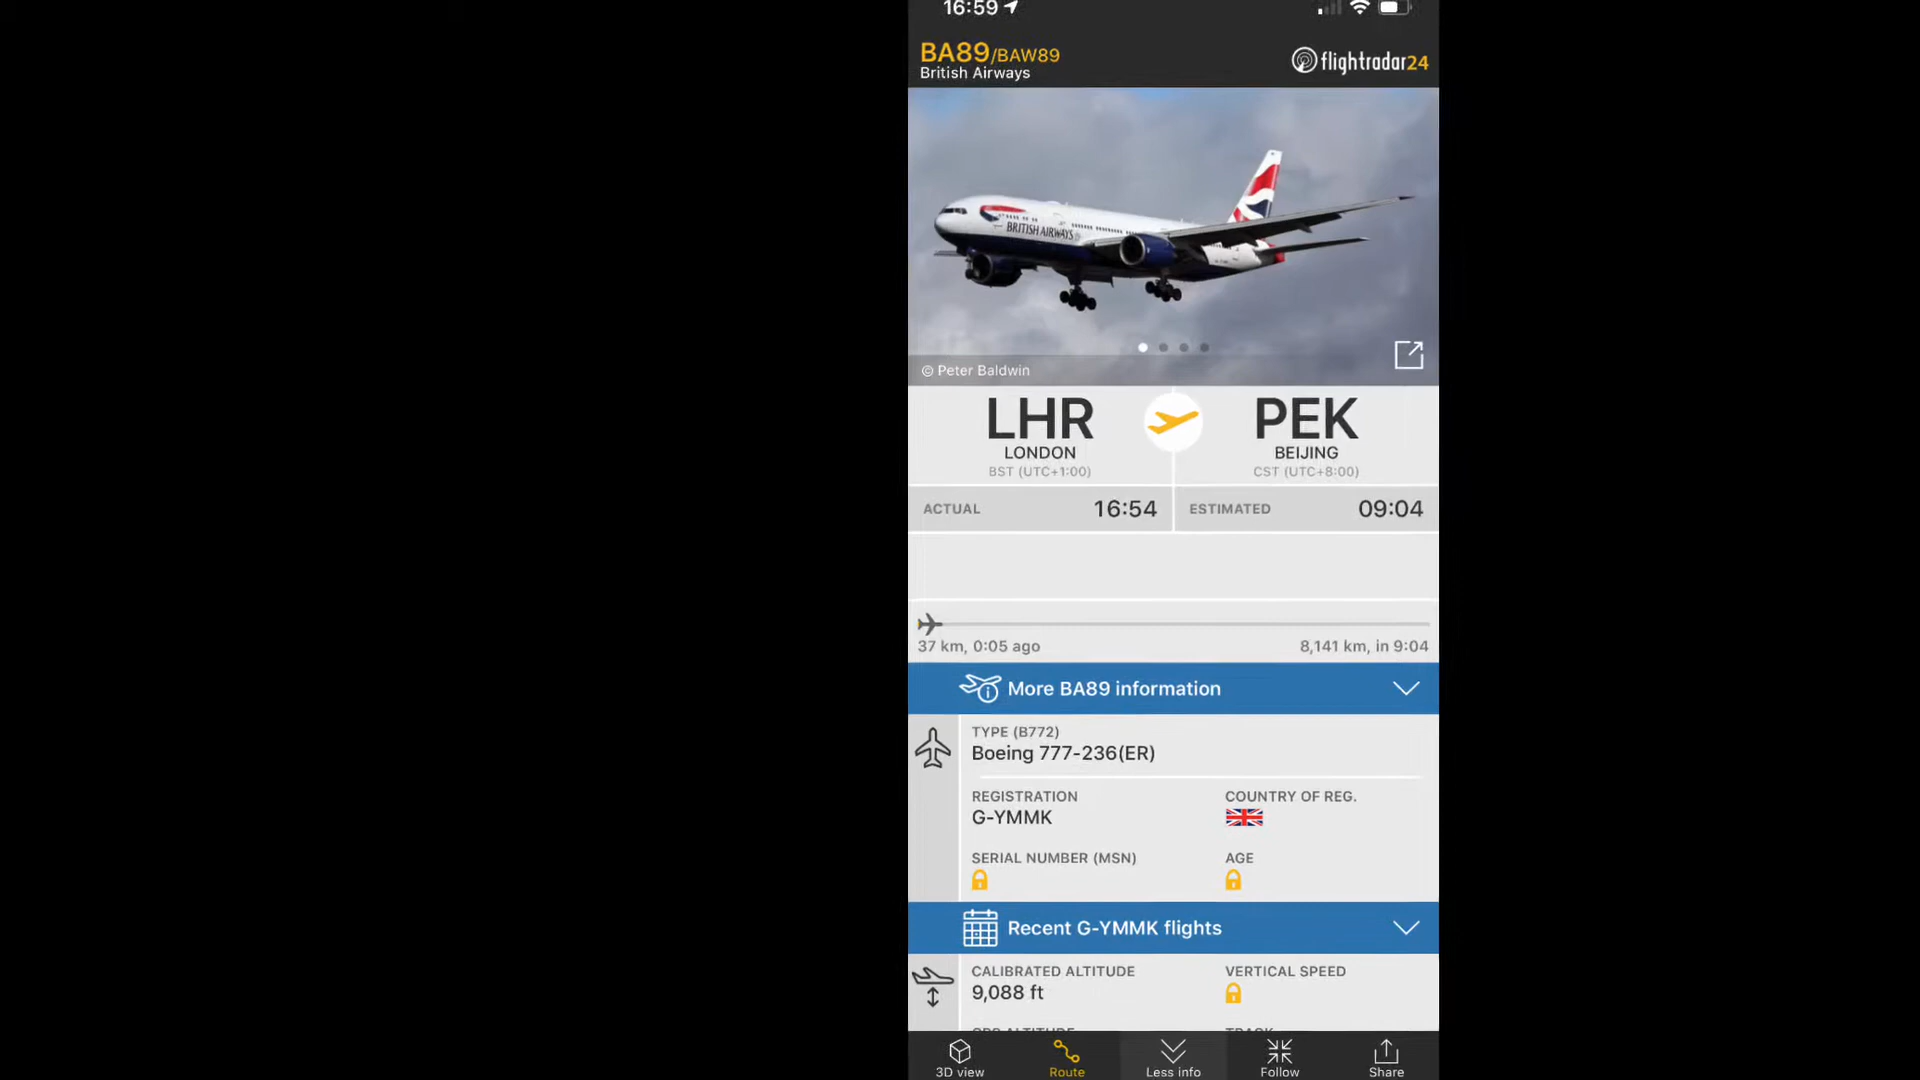 16:59
BA89/BAW89
British Airways
flightradar24
BRITISH AIRWAYS
© Peter Baldwin
LHR
LONDON
BST (UTC+1:00)
PEK
BEIJING
CST (UTC+8:00)
ACTUAL 16:54
ESTIMATED 09:04
37 km, 0:05 ago
8,141 km, in 9:04
More BA89 information
TYPE (B772)
Boeing 777-236(ER)
REGISTRATION
G-YMMK
COUNTRY OF REG.
SERIAL NUMBER (MSN)
AGE
Recent G-YMMK flights
CALIBRATED ALTITUDE
9,088 ft
VERTICAL SPEED
3D view
Route
Less info
Follow
Share